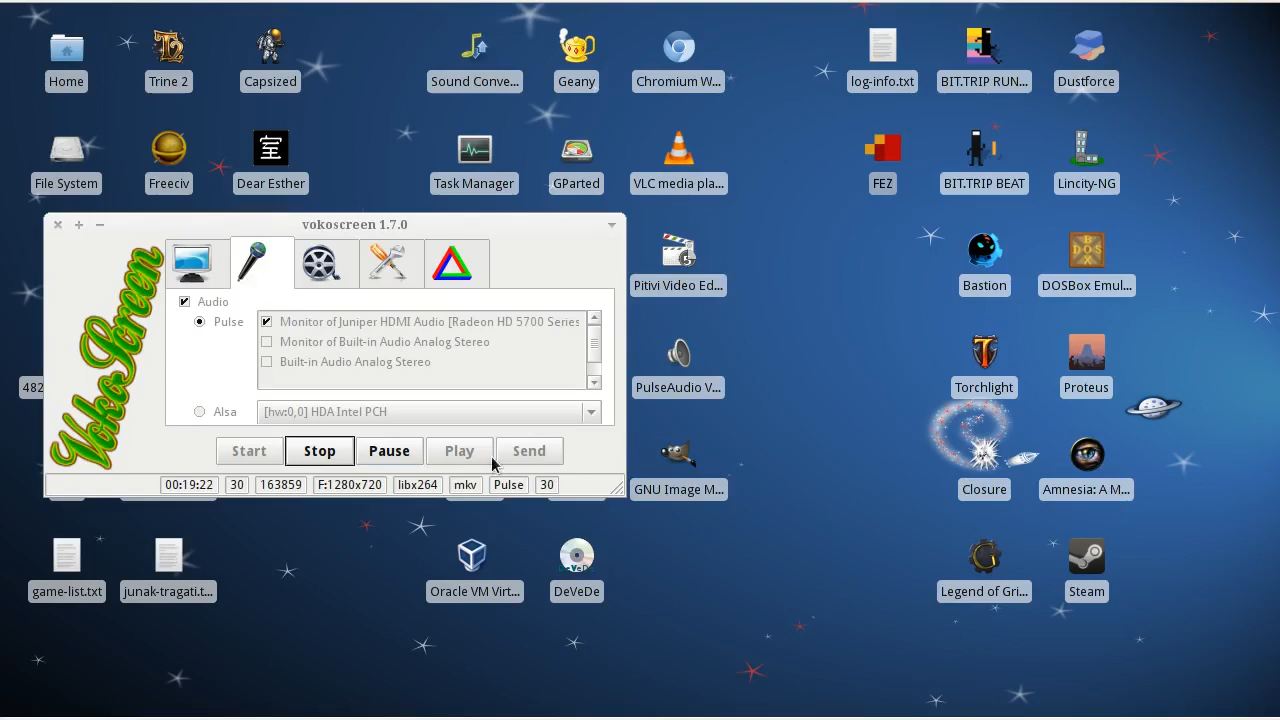 Home
Trine 2
Capsized
Sound Conve...
Geany
Chromium W...
log-info.txt
BIT.TRIP RUN...
Dustforce
File System
Freeciv
室
Dear Esther
Task Manager
GParted
VLC media pla...
FEZ
BIT.TRIP BEAT
Lincity-NG
vokoscreen 1.7.0
VokoScreen
Audio
Pulse
Monitor of Juniper HDMI Audio [Radeon HD 5700 Series
Monitor of Built-in Audio Analog Stereo
Built-in Audio Analog Stereo
Alsa
[hw:0,0] HDA Intel PCH
Start
Stop
Pause
Play
Send
00:19:22
30
163859
F:1280x720
libx264
mkv
Pulse
30
482
Pitivi Video Ed...
Bastion
DOS
BOX
DOSBox Emul...
PulseAudio V...
Torchlight
Proteus
GNU Image M...
Closure
Amnesia: A M...
game-list.txt
junak-tragati.t...
Oracle VM Virt...
DeVeDe
DeVeDe
Legend of Gri...
Steam